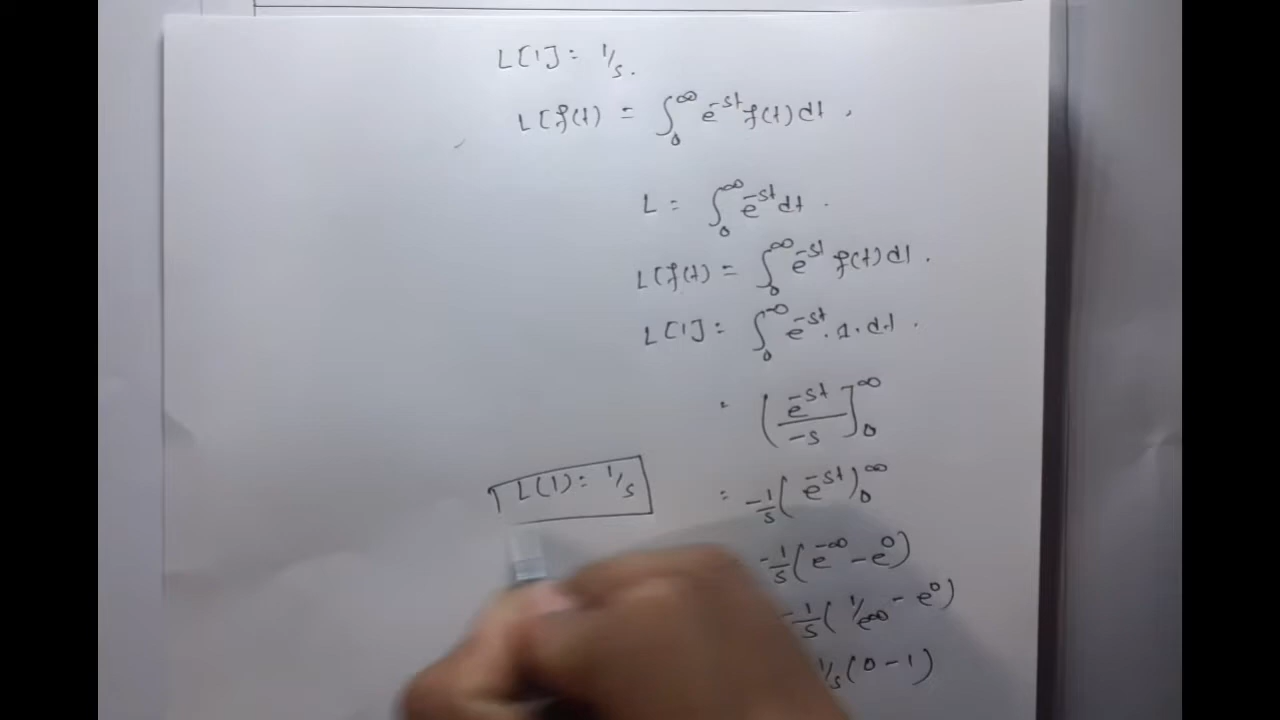 L[1] = 1/s.
L[f(t) = ∫₀^∞ e^-st f(t) dt.
L = ∫₀^∞ e^-st dt.
L[f(t) = ∫₀^∞ e^-st f(t) dt.
L[1] = ∫₀^∞ e^-st . 1 . dt.
= [e^-st / -s]₀^∞
= -1/s (e^-st)₀^∞
L(1) = 1/s
-1/s (e^-∞ - e^0)
-1/s (1/e^∞ - e^0)
1/s (0 - 1)